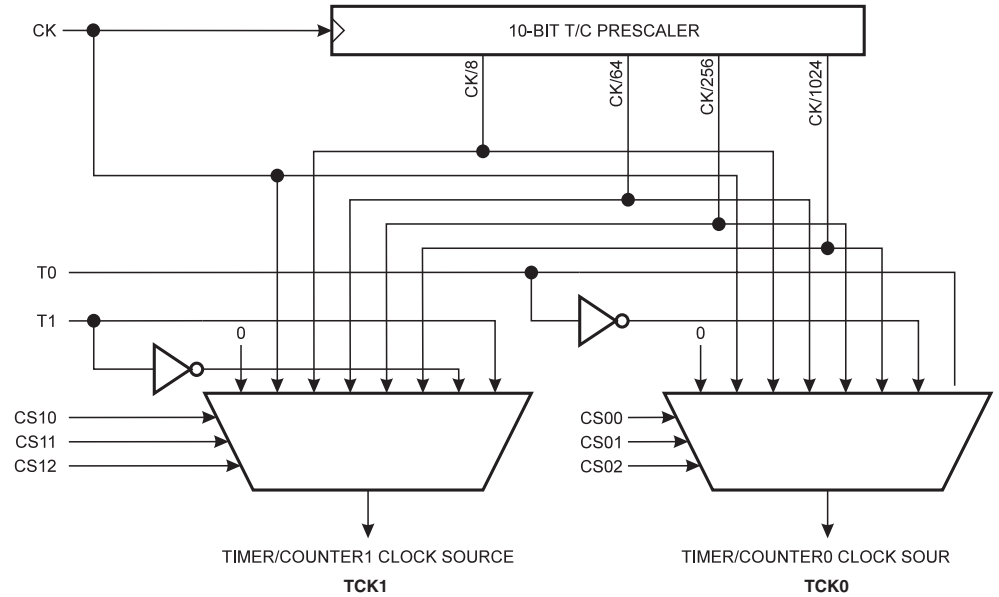 CK
10-BIT T/C PRESCALER
CK/8
CK/64
CK/256
CK/1024
T0
T1
0
0
CS10
CS11
CS12
CS00
CS01
CS02
TIMER/COUNTER1 CLOCK SOURCE
TCK1
TIMER/COUNTER0 CLOCK SOUR
TCK0